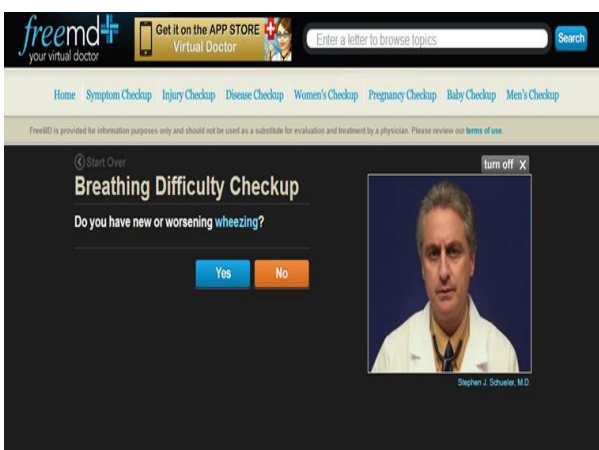 freemd
your virtual doctor
Get it on the APP STORE
Virtual Doctor
Enter a letter to browse topics
Search
Home Symptom Checkup Injury Checkup Disease Checkup Women's Checkup Pregnancy Checkup Baby Checkup Men's Checkup
FreeMD is provided for information purposes only and should not be used as a substitute for evaluation and treatment by a physician. Please review our terms of use.
Start Over
turn off X
Breathing Difficulty Checkup
Do you have new or worsening wheezing?
Yes No
Stephen J. Schueler, M.D.